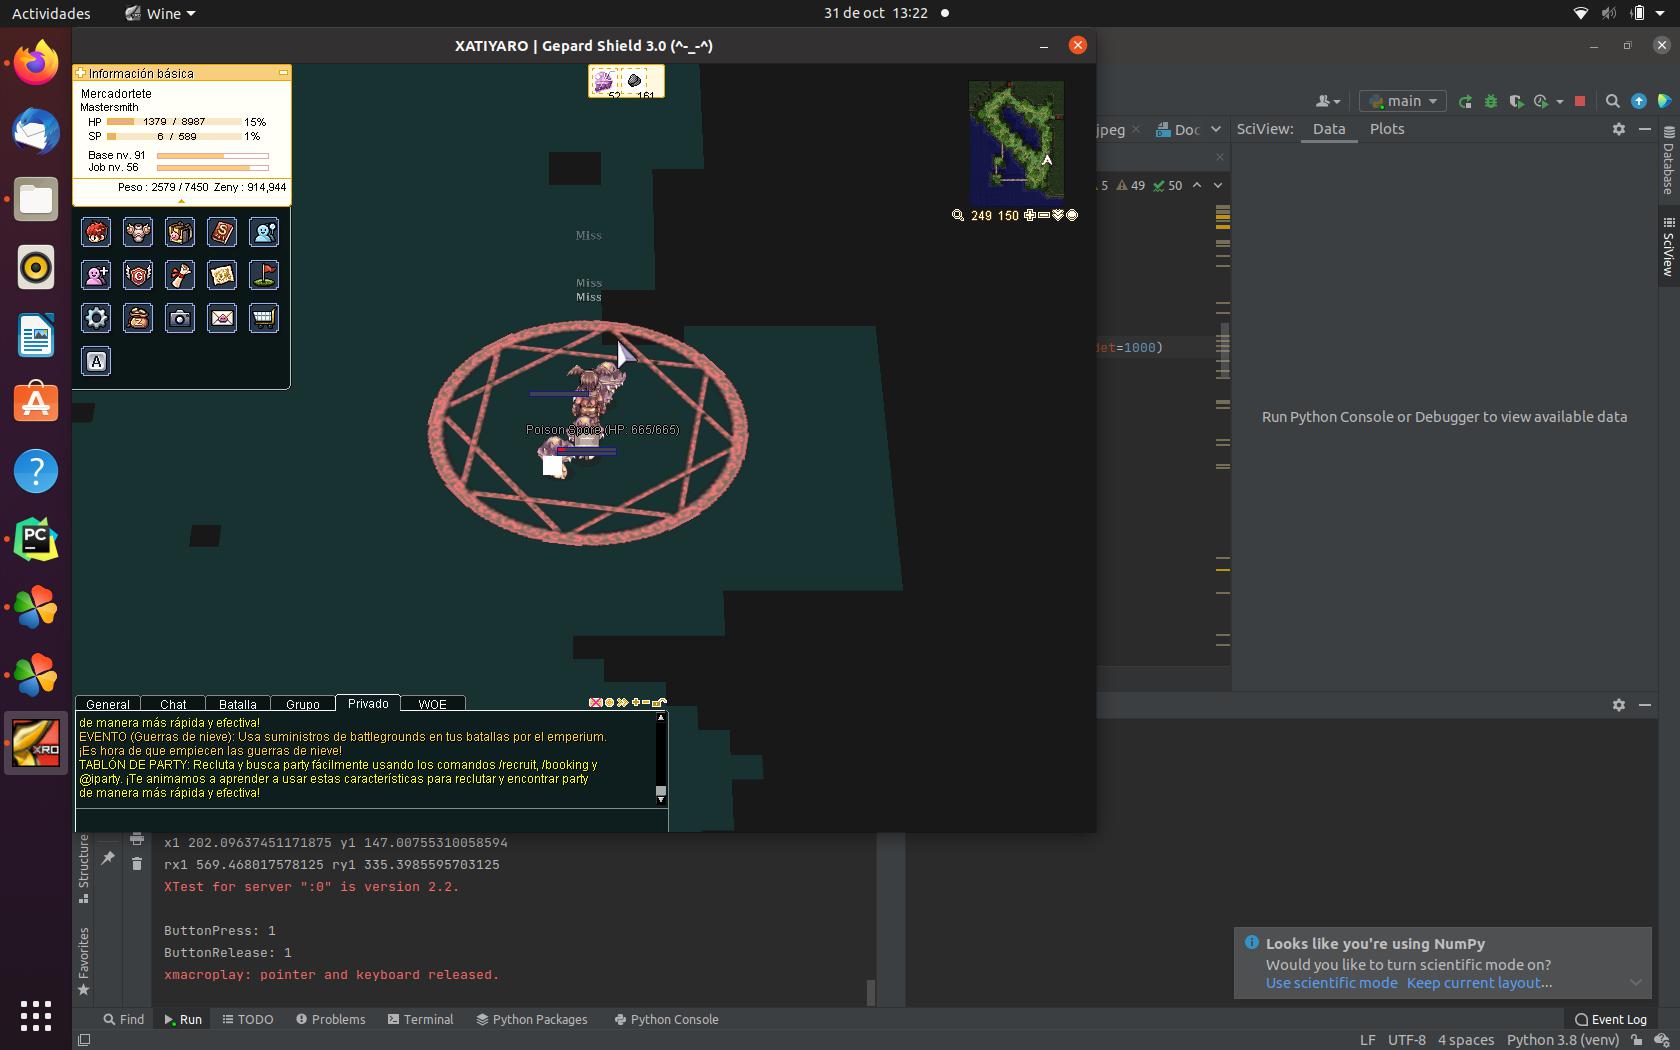 Actividades
Wine
31 de oct 13:22
XATIYARO | Gepard Shield 3.0 (^-_-^)
Información básica
Mercadortete
Mastersmith
HP 1379 / 8987 15%
SP 6 / 589 1%
Base nv. 91
Job nv. 56
Peso : 2579 / 7450 Zeny : 914,944
52 161
249 150
Miss
Miss
Miss
Poison Spore (HP: 665/665)
General Chat Batalla Grupo Privado WOE
de manera más rápida y efectiva!
EVENTO (Guerras de nieve): Usa suministros de battlegrounds en tus batallas por el emperium.
¡Es hora de que empiecen las guerras de nieve!
TABLÓN DE PARTY: Recluta y busca party fácilmente usando los comandos /recruit, /booking y
@iparty. ¡Te animamos a aprender a usar estas características para reclutar y encontrar party
de manera más rápida y efectiva!
main
jpeg
Doc
SciView: Data Plots
5 49 50
det=1000)
Run Python Console or Debugger to view available data
Database
SciView
Structure
Favorites
x1 202.09637451171875 y1 147.00755310058594
rx1 569.468017578125 ry1 335.3985595703125
XTest for server ":0" is version 2.2.
ButtonPress: 1
ButtonRelease: 1
xmacroplay: pointer and keyboard released.
Looks like you're using NumPy
Would you like to turn scientific mode on?
Use scientific mode Keep current layout...
Find Run TODO Problems Terminal Python Packages Python Console
Event Log
LF UTF-8 4 spaces Python 3.8 (venv)
PC
XRO
A